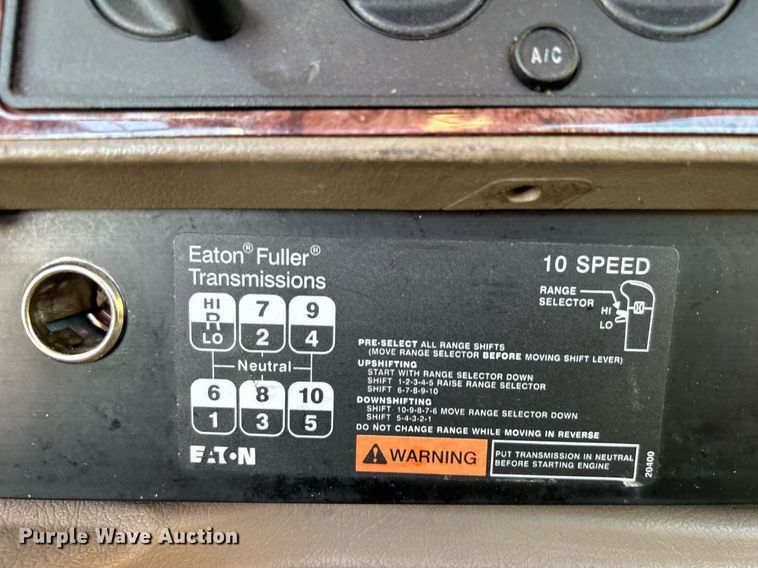 A/C
Eaton® Fuller®
Transmissions
10 SPEED
HI R LO
7 2
9 4
RANGE
SELECTOR
HI
LO
Neutral
6 1
8 3
10 5
PRE-SELECT ALL RANGE SHIFTS
(MOVE RANGE SELECTOR BEFORE MOVING SHIFT LEVER)
UPSHIFTING
START WITH RANGE SELECTOR DOWN
SHIFT 1-2-3-4-5 RAISE RANGE SELECTOR
SHIFT 6-7-8-9-10
DOWNSHIFTING
SHIFT 10-9-8-7-6 MOVE RANGE SELECTOR DOWN
SHIFT 5-4-3-2-1
DO NOT CHANGE RANGE WHILE MOVING IN REVERSE
EATON
WARNING
PUT TRANSMISSION IN NEUTRAL
BEFORE STARTING ENGINE
20400
Purple Wave Auction